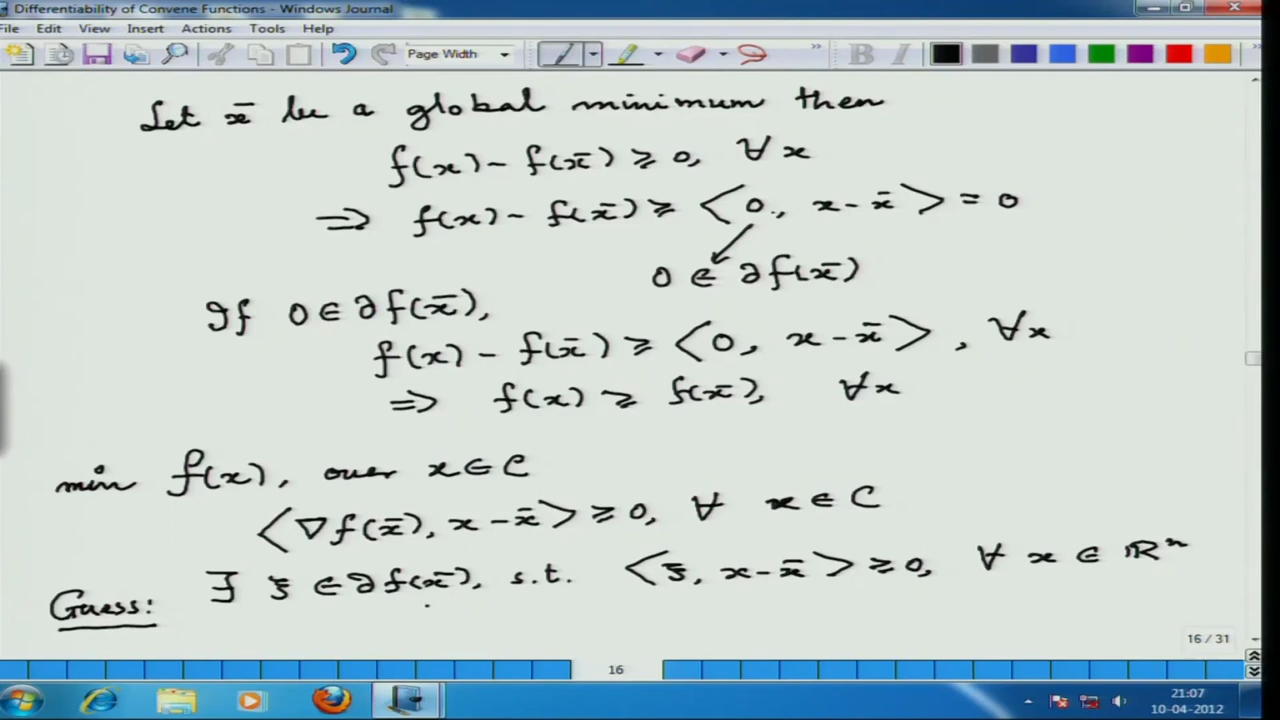 Differentiability of Convene Functions - Windows Journal
File Edit View Insert Actions Tools Help
Page Width
Let x̄ be a global minimum then
f(x) - f(x̄) ≥ 0, ∀ x
⇒ f(x) - f(x̄) ≥ ⟨0, x - x̄⟩ = 0
0 ∈ ∂f(x̄)
If 0 ∈ ∂f(x̄),
f(x) - f(x̄) ≥ ⟨0, x - x̄⟩, ∀x
⇒ f(x) ≥ f(x̄), ∀x
min f(x), over x ∈ C
⟨∇f(x̄), x - x̄⟩ ≥ 0, ∀ x ∈ C
Guess: ∃ ξ ∈ ∂f(x̄), s.t. ⟨ξ, x - x̄⟩ ≥ 0, ∀ x ∈ ℝⁿ
16 / 31
16
21:07
10-04-2012